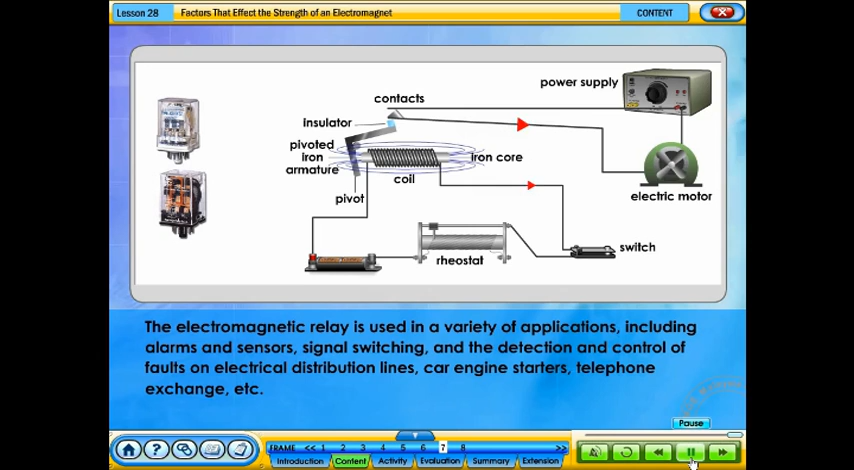 Lesson 28
Factors That Effect the Strength of an Electromagnet
CONTENT
power supply
contacts
insulator
pivoted
iron
armature
iron core
coil
pivot
electric motor
switch
rheostat
The electromagnetic relay is used in a variety of applications, including
alarms and sensors, signal switching, and the detection and control of
faults on electrical distribution lines, car engine starters, telephone
exchange, etc.
Pause
FRAME << 1 2 3 4 5 6 7 8 >>
Introduction Content Activity Evaluation Summary Extension